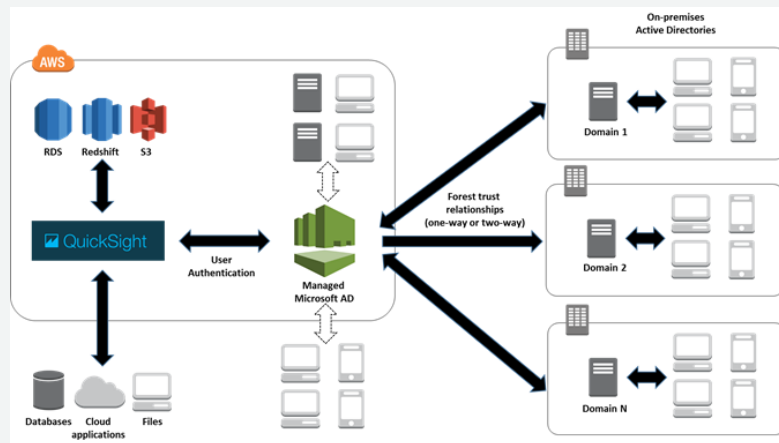 On-premises
Active Directories
AWS
RDS
Redshift
S3
QuickSight
User
Authentication
Managed
Microsoft AD
Forest trust
relationships
(one-way or two-way)
Domain 1
Domain 2
Domain N
Databases
Cloud
applications
Files